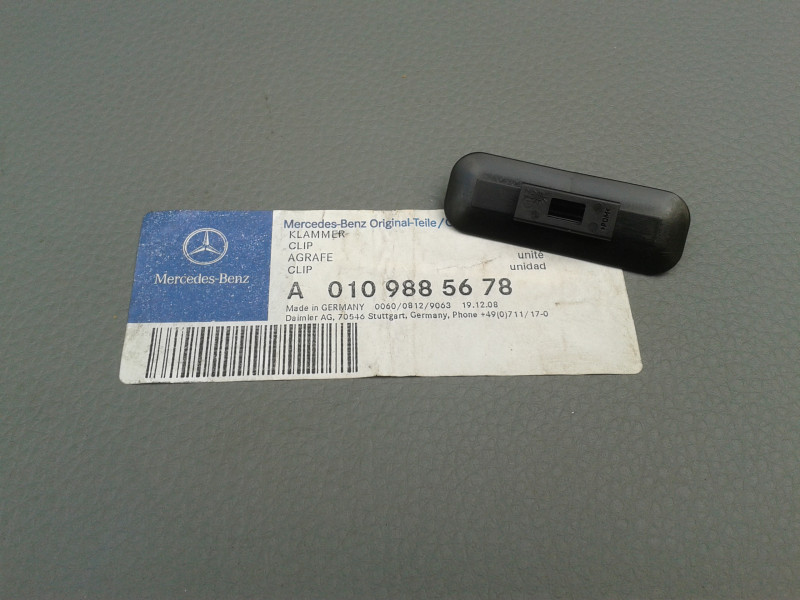 Mercedes-Benz
Mercedes-Benz Original-Teile/
KLAMMER
CLIP
AGRAFE unité
CLIP unidad
A 010 988 56 78
Made in GERMANY 0060/0812/9063 19.12.08
Daimler AG, 70546 Stuttgart, Germany, Phone +49(0)711/17-0